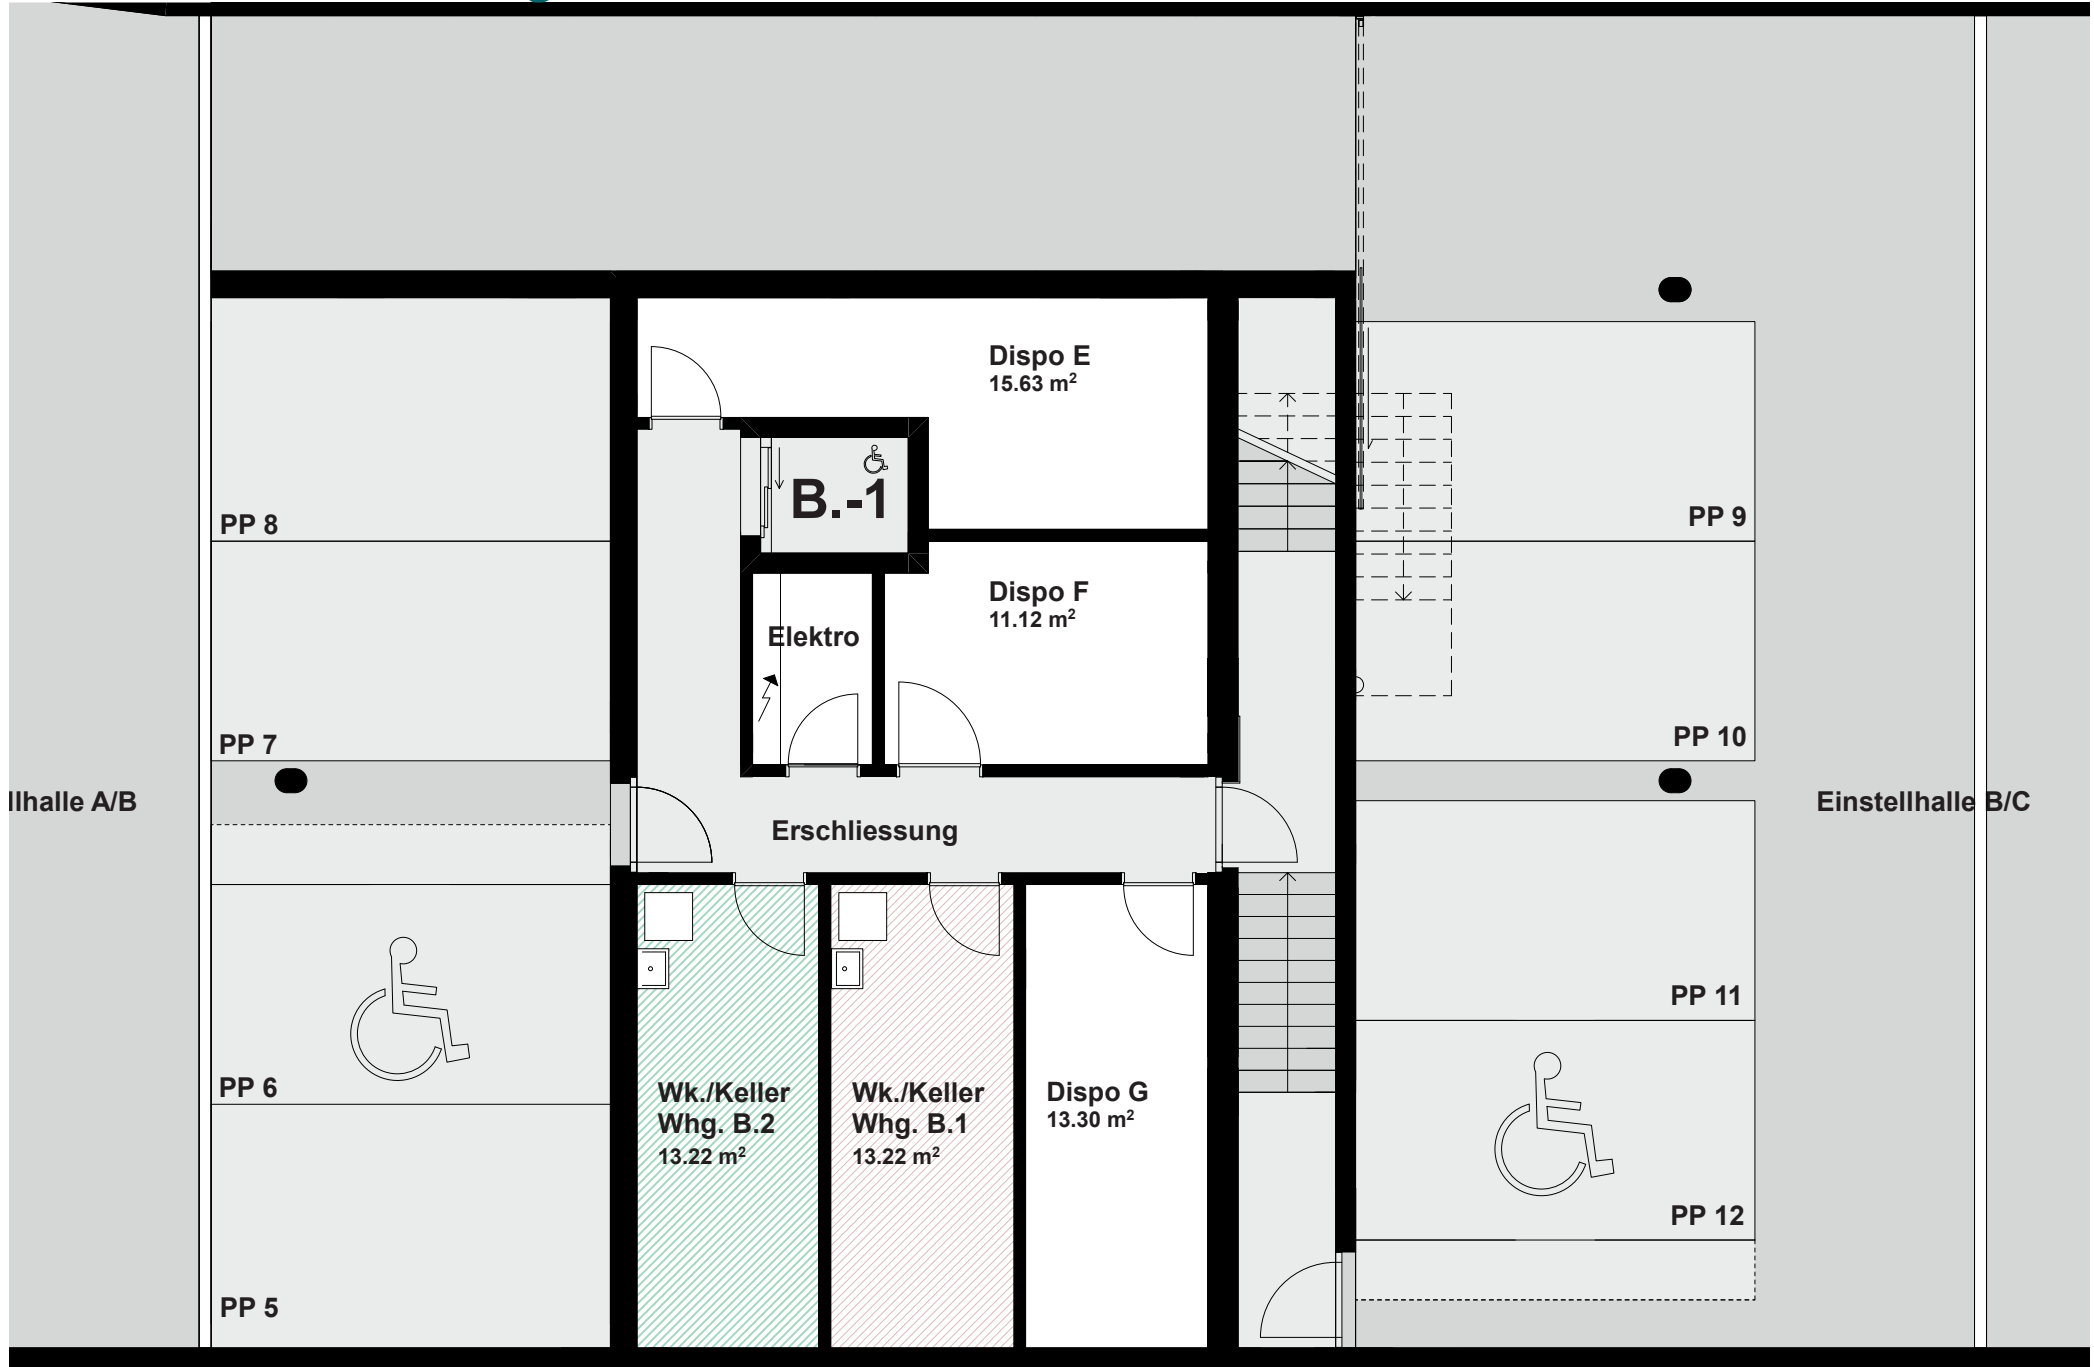 Dispo E
15.63 m²
B.-1
PP 8
PP 9
Dispo F
11.12 m²
Elektro
PP 7
PP 10
llhalle A/B
Erschliessung
Einstellhalle B/C
PP 11
PP 6
Wk./Keller
Whg. B.2
13.22 m²
Wk./Keller
Whg. B.1
13.22 m²
Dispo G
13.30 m²
PP 12
PP 5